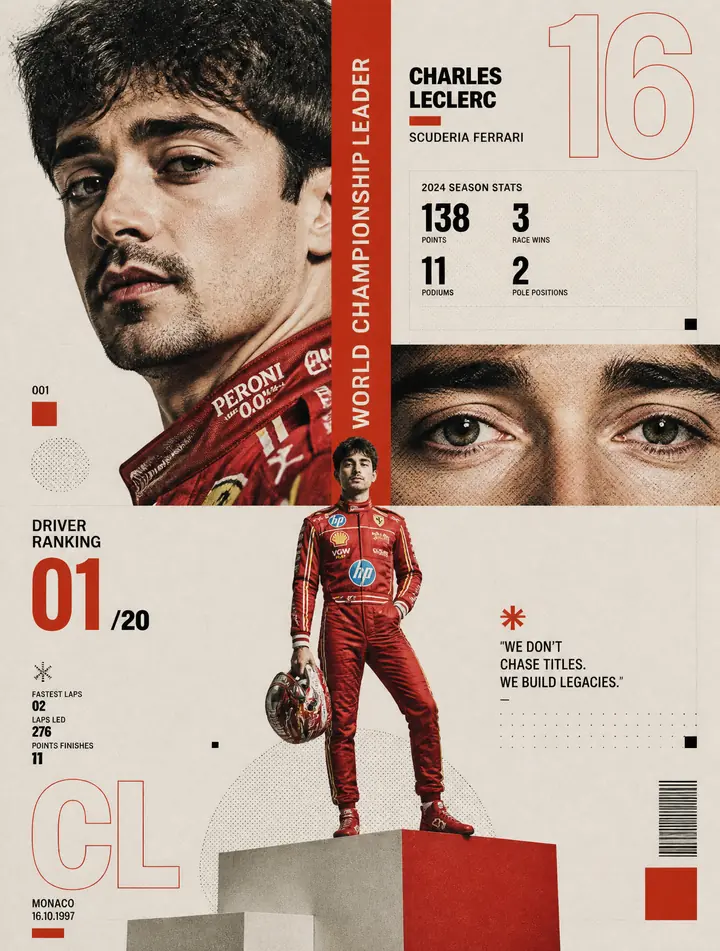 WORLD CHAMPIONSHIP LEADER
16
CHARLES
LECLERC
SCUDERIA FERRARI
2024 SEASON STATS
138
POINTS
3
RACE WINS
11
PODIUMS
2
POLE POSITIONS
001
PERONI
0.0%
DRIVER
RANKING
01/20
FASTEST LAPS
02
LAPS LED
276
POINTS FINISHES
11
hp
VGW
hp
"WE DON'T
CHASE TITLES.
WE BUILD LEGACIES."
CL
MONACO
16.10.1997